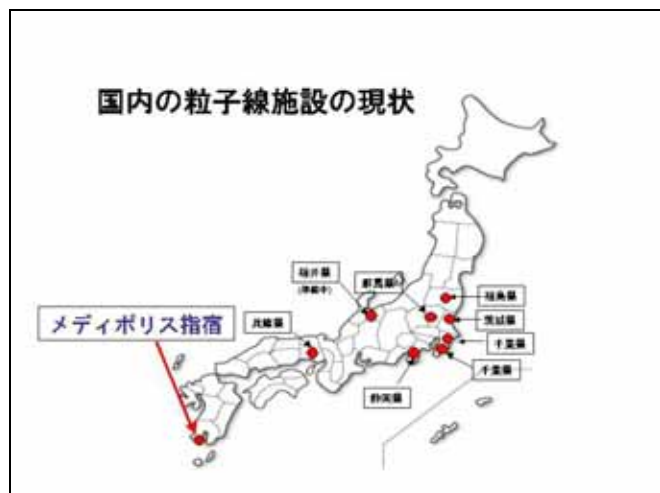 国内の粒子線施設の現状
福井県
(準備中)
群馬県
福島県
兵庫県
茨城県
メディポリス指宿
千葉県
千葉県
静岡県